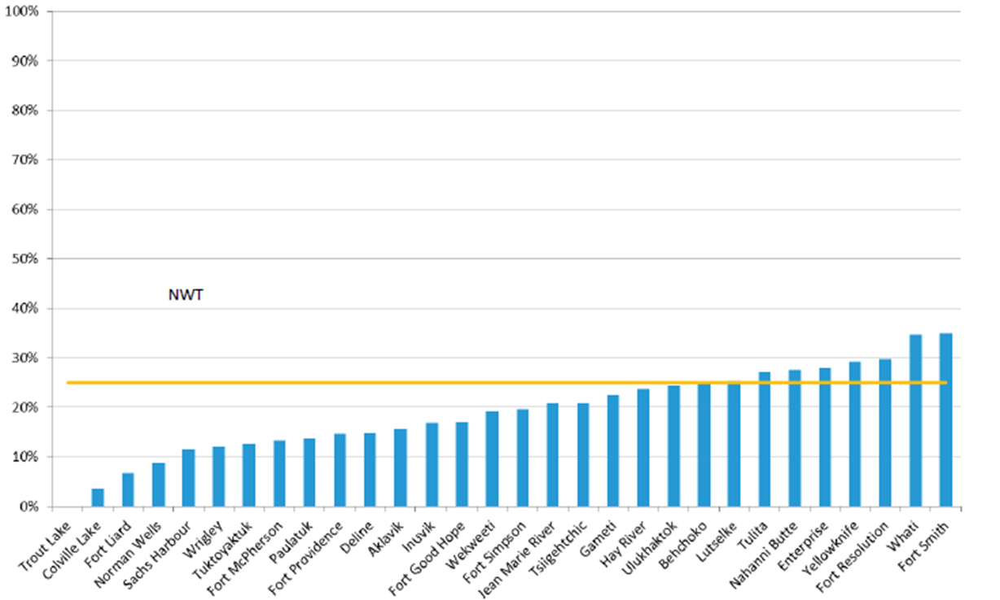 100%
90%
80%
70%
60%
50%
NWT
40%
30%
20%
10%
0%
Trout Lake
Colville Lake
Fort Liard
Norman Wells
Sachs Harbour
Wrigley
Tuktoyaktuk
Fort McPherson
Paulatuk
Fort Providence
Deline
Aklavik
Inuvik
Fort Good Hope
Wekweeti
Fort Simpson
Jean Marie River
Tsiigehtchic
Gameti
Hay River
Ulukhaktok
Behchoko
Lutselke
Tulita
Nahanni Butte
Enterprise
Yellowknife
Fort Resolution
Whati
Fort Smith